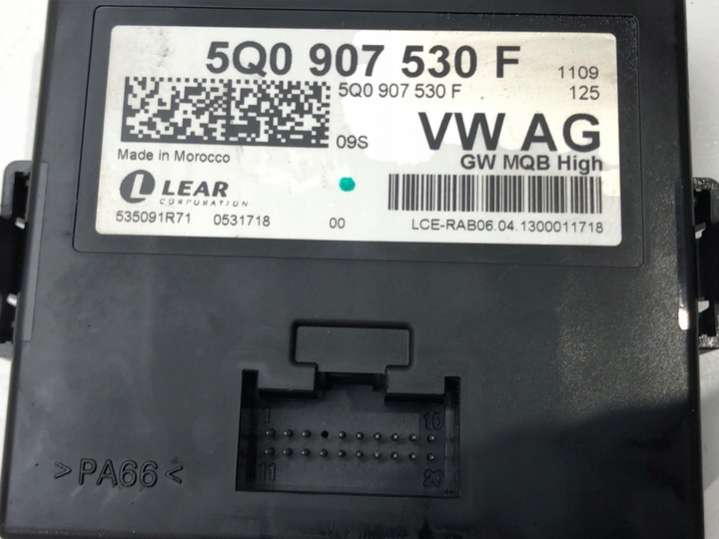 5Q0 907 530 F 1109
5Q0 907 530 F 125
09S VW AG
Made in Morocco GW MQB High
LEAR
CORPORATION
535091R71 0531718 00 LCE-RAB06.04.1300011718
1 10
11 20
>PA66<